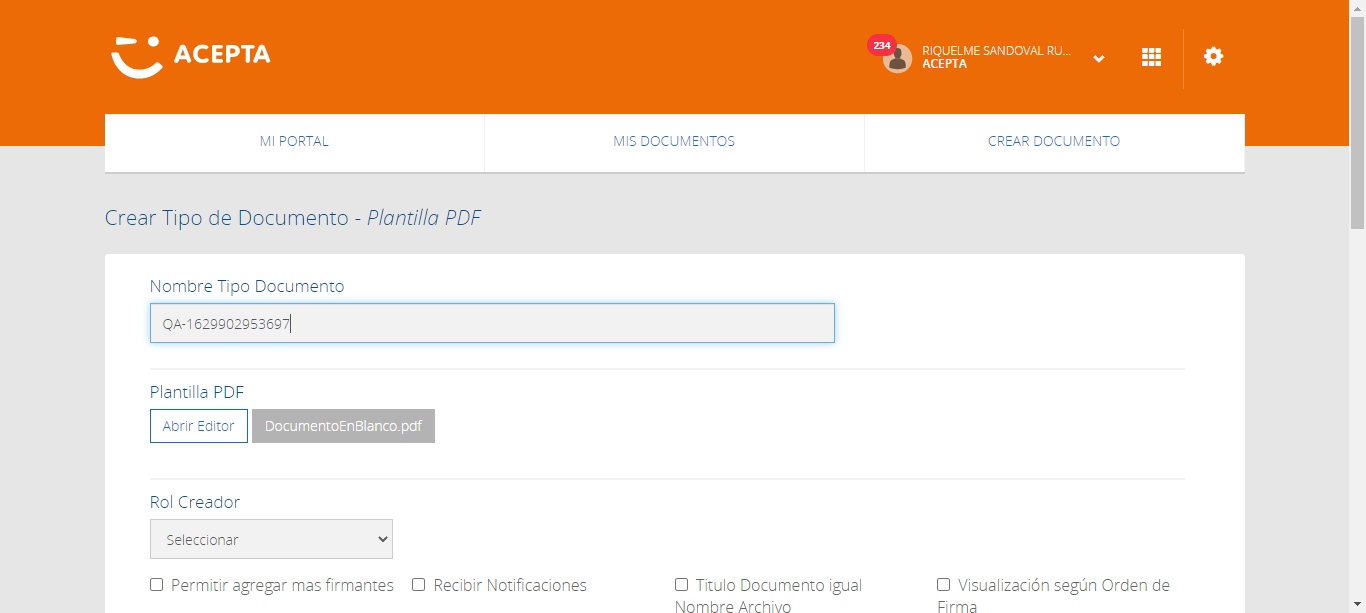 ACEPTA
234
RIQUELME SANDOVAL RU...
ACEPTA
MI PORTAL
MIS DOCUMENTOS
CREAR DOCUMENTO
Crear Tipo de Documento - Plantilla PDF
Nombre Tipo Documento
QA-1629902953697
Plantilla PDF
Abrir Editor
DocumentoEnBlanco.pdf
Rol Creador
Seleccionar
Permitir agregar mas firmantes
Recibir Notificaciones
Titulo Documento igual
Nombre Archivo
Visualización según Orden de
Firma